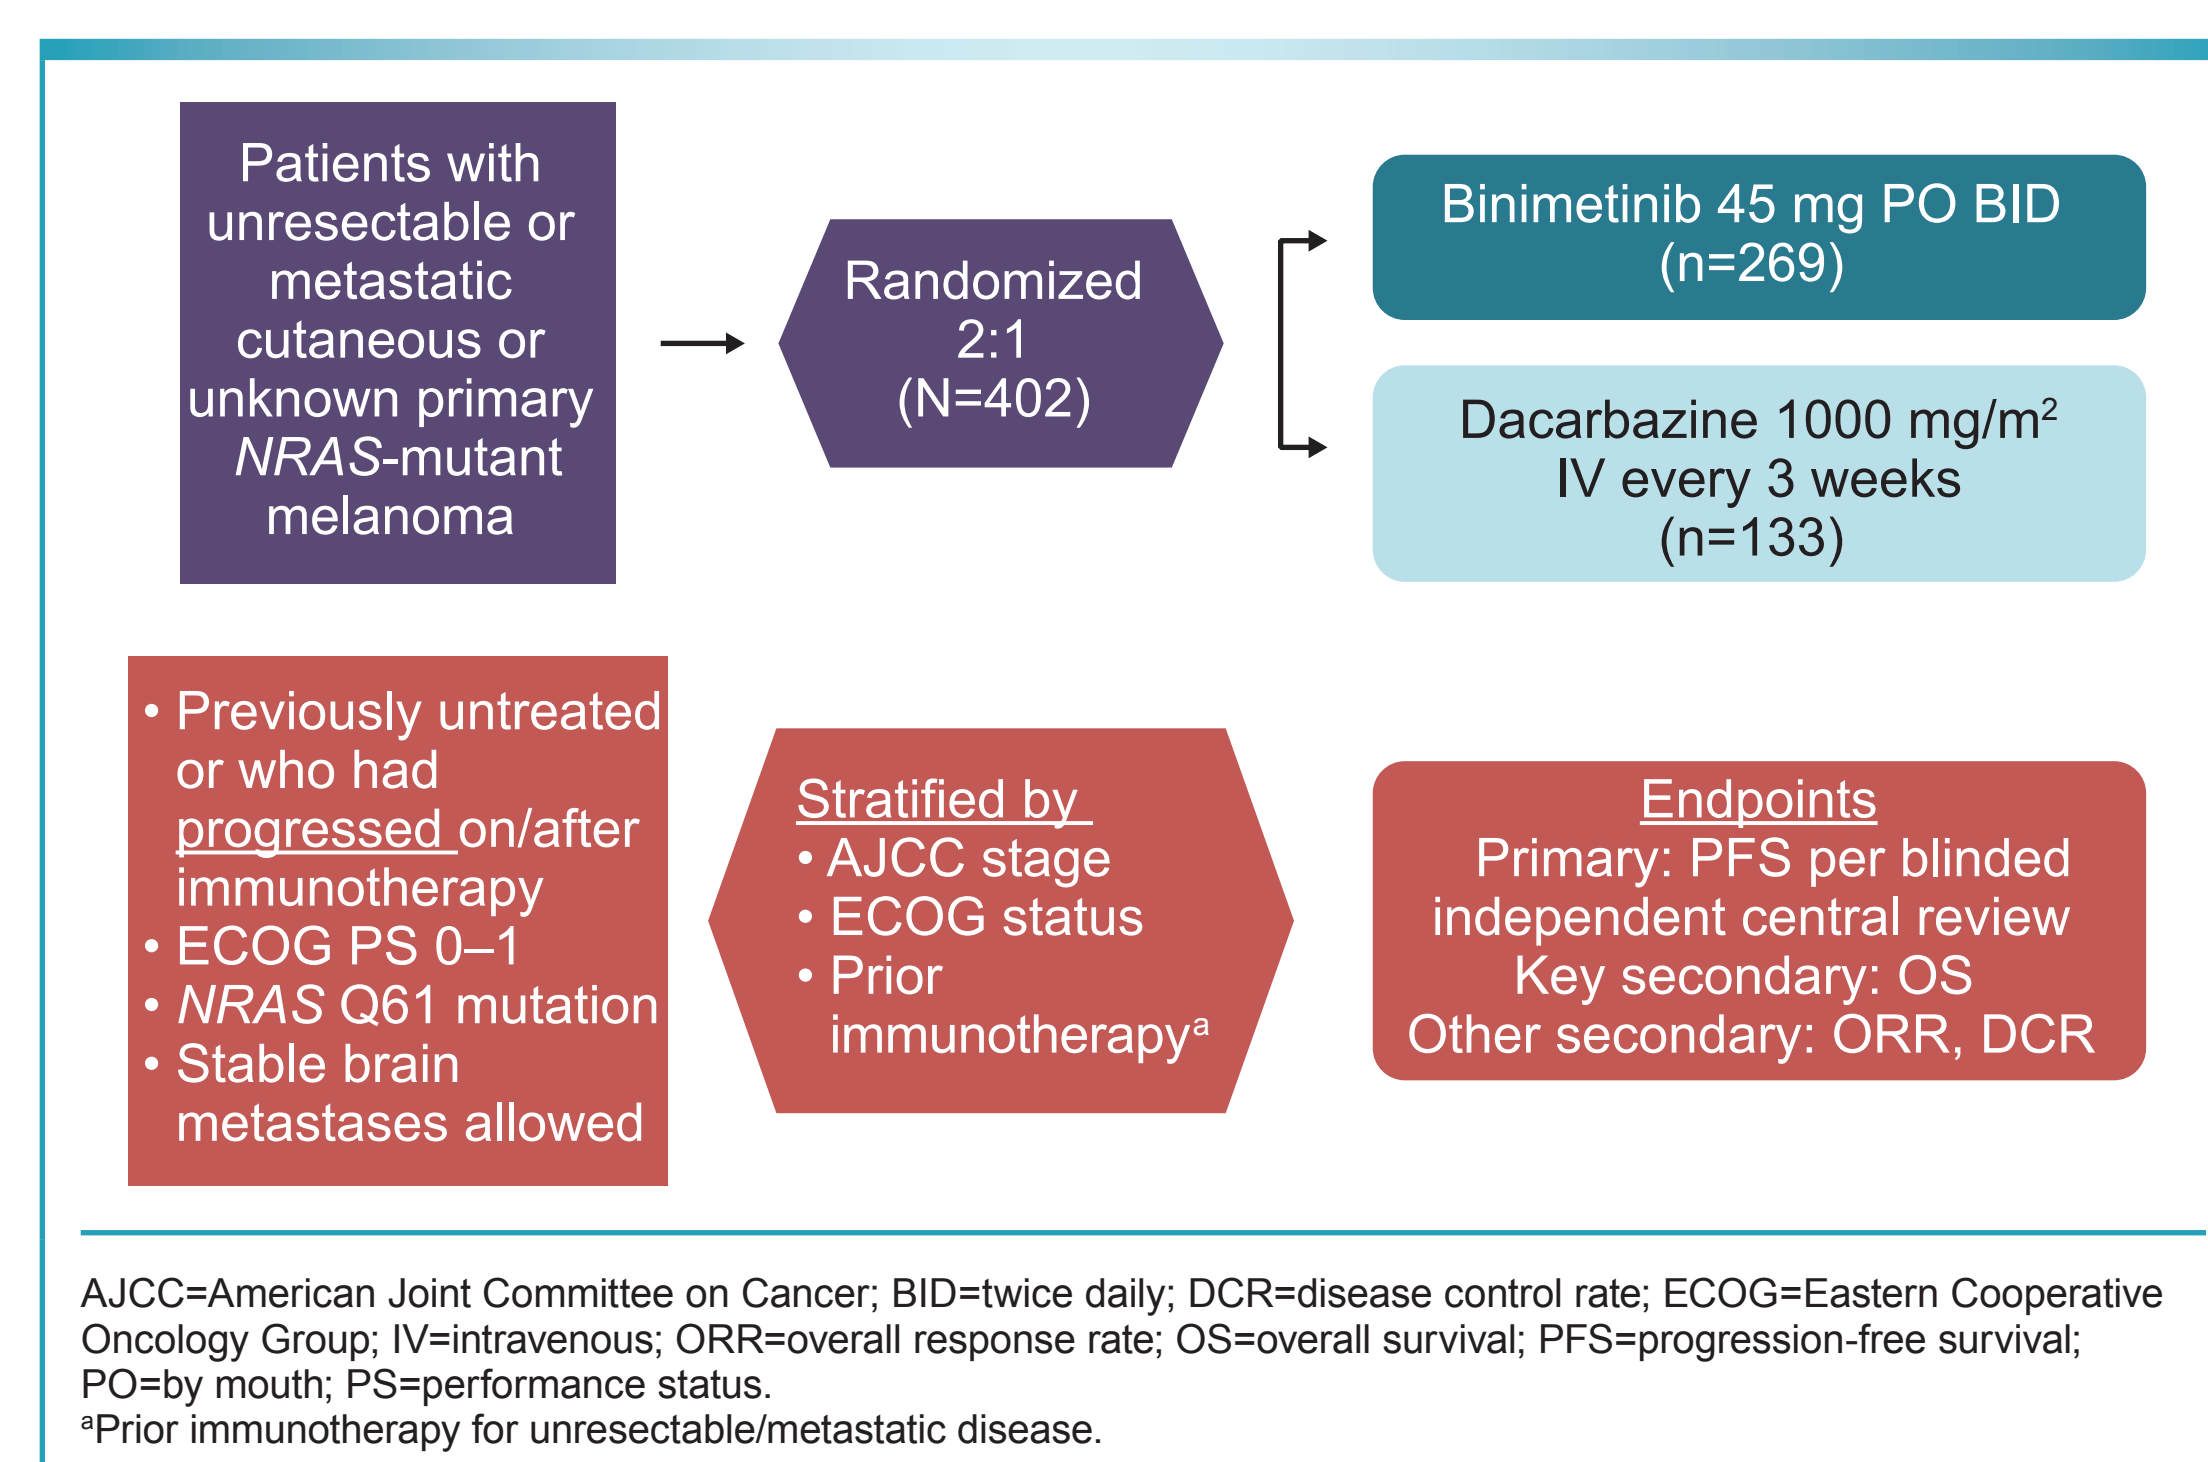 Patients with
unresectable or
metastatic
cutaneous or
unknown primary
NRAS-mutant
melanoma
Randomized
2:1
(N=402)
Binimetinib 45 mg PO BID
(n=269)
Dacarbazine 1000 mg/m²
IV every 3 weeks
(n=133)
• Previously untreated
or who had
progressed on/after
immunotherapy
• ECOG PS 0–1
• NRAS Q61 mutation
• Stable brain
metastases allowed
Stratified by
• AJCC stage
• ECOG status
• Prior
immunotherapyᵃ
Endpoints
Primary: PFS per blinded
independent central review
Key secondary: OS
Other secondary: ORR, DCR
AJCC=American Joint Committee on Cancer; BID=twice daily; DCR=disease control rate; ECOG=Eastern Cooperative
Oncology Group; IV=intravenous; ORR=overall response rate; OS=overall survival; PFS=progression-free survival;
PO=by mouth; PS=performance status.
ᵃPrior immunotherapy for unresectable/metastatic disease.